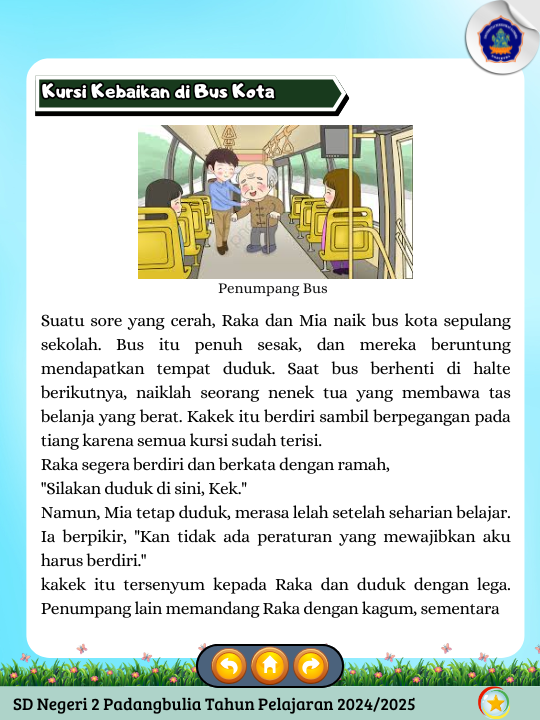 Kursi Kebaikan di Bus Kota
Penumpang Bus
Suatu sore yang cerah, Raka dan Mia naik bus kota sepulang
sekolah. Bus itu penuh sesak, dan mereka beruntung
mendapatkan tempat duduk. Saat bus berhenti di halte
berikutnya, naiklah seorang nenek tua yang membawa tas
belanja yang berat. Kakek itu berdiri sambil berpegangan pada
tiang karena semua kursi sudah terisi.
Raka segera berdiri dan berkata dengan ramah,
"Silakan duduk di sini, Kek."
Namun, Mia tetap duduk, merasa lelah setelah seharian belajar.
Ia berpikir, "Kan tidak ada peraturan yang mewajibkan aku
harus berdiri."
kakek itu tersenyum kepada Raka dan duduk dengan lega.
Penumpang lain memandang Raka dengan kagum, sementara
SD Negeri 2 Padangbulia Tahun Pelajaran 2024/2025